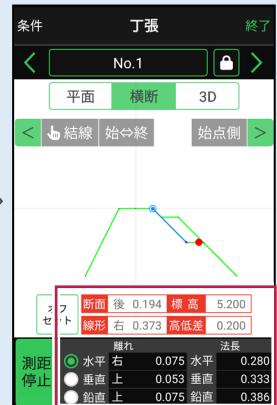 条件 丁張 終了
< No.1 >
平面 横断 3D
< 結線 始⇔終 始点側 >
オフ
セット
断面 後 0.194 標高 5.200
線形 右 0.373 高低差 0.200
離れ 法長
測距
停止
水平 右 0.075 水平 0.280
垂直 上 0.053 垂直 0.333
鉛直 上 0.075 鉛直 0.386